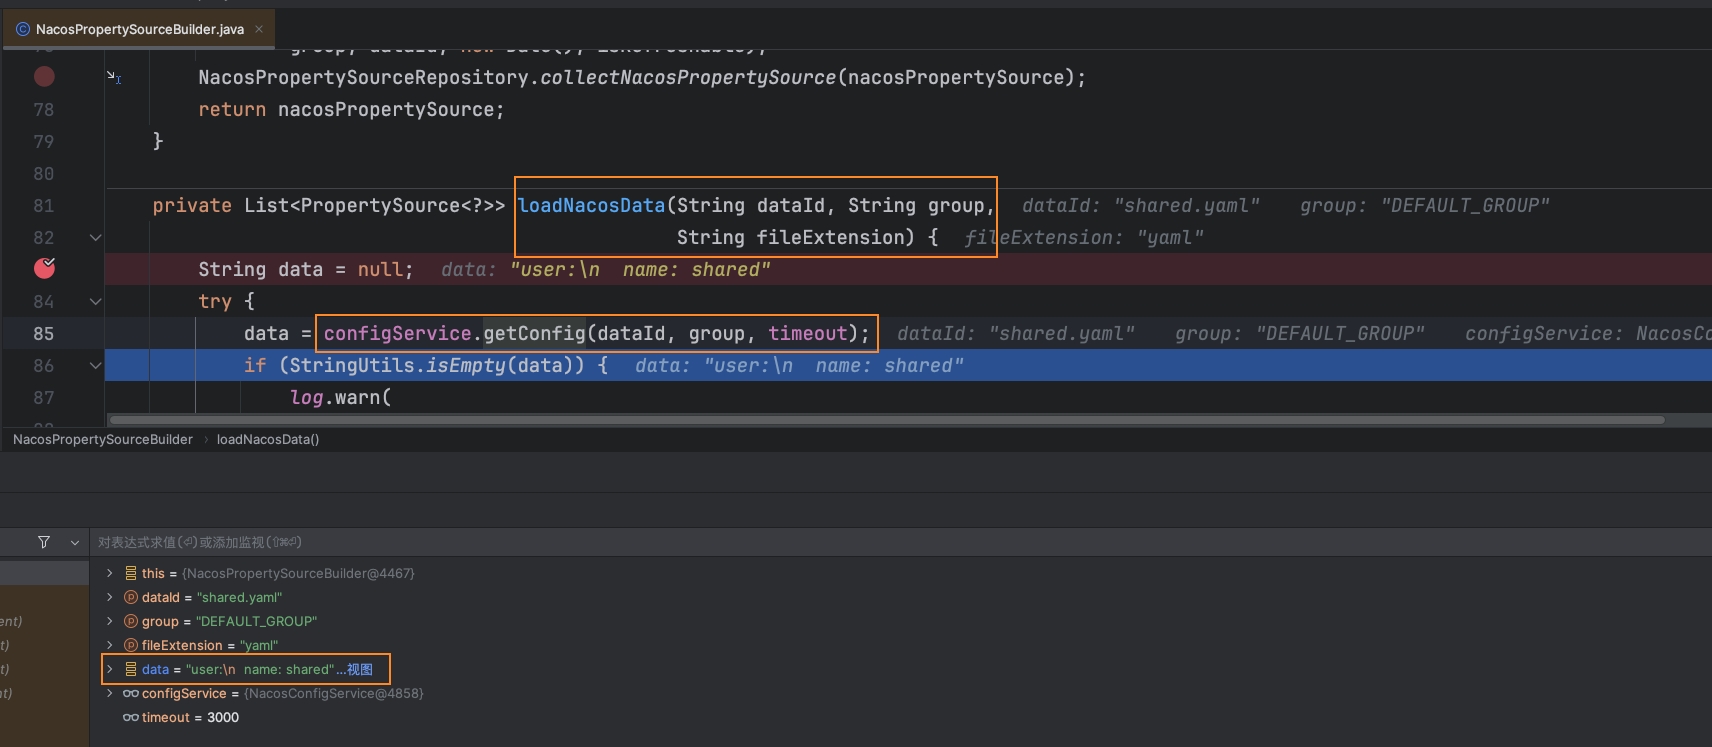 NacosPropertySourceBuilder.java
NacosPropertySourceRepository.collectNacosPropertySource(nacosPropertySource);
78 return nacosPropertySource;
79 }
80
81 private List<PropertySource<?>> loadNacosData(String dataId, String group, dataId: "shared.yaml" group: "DEFAULT_GROUP"
82 String fileExtension) { fileExtension: "yaml"
String data = null; data: "user:\n  name: shared"
84 try {
85 data = configService.getConfig(dataId, group, timeout); dataId: "shared.yaml" group: "DEFAULT_GROUP" configService: NacosCo
86 if (StringUtils.isEmpty(data)) { data: "user:\n  name: shared"
87 log.warn(
NacosPropertySourceBuilder › loadNacosData()
对表达式求值(⏎)或添加监视(⇧⌘⏎)
this = {NacosPropertySourceBuilder@4467}
dataId = "shared.yaml"
group = "DEFAULT_GROUP"
fileExtension = "yaml"
data = "user:\n  name: shared"...视图
configService = {NacosConfigService@4858}
timeout = 3000
ent)
t)
t)
nt)